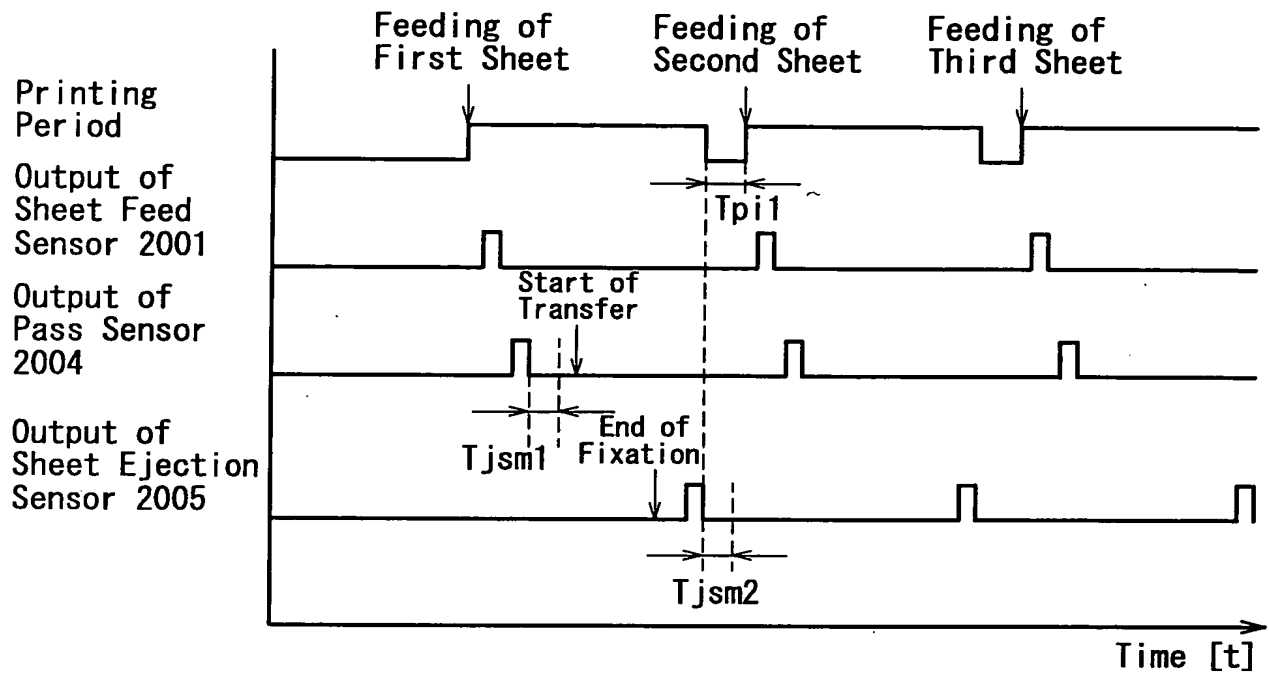 Feeding of
First Sheet
Feeding of
Second Sheet
Feeding of
Third Sheet
Printing
Period
Tpi1
Output of
Sheet Feed
Sensor 2001
Start of
Transfer
Output of
Pass Sensor
2004
Tjsm1
End of
Fixation
Output of
Sheet Ejection
Sensor 2005
Tjsm2
Time [t]